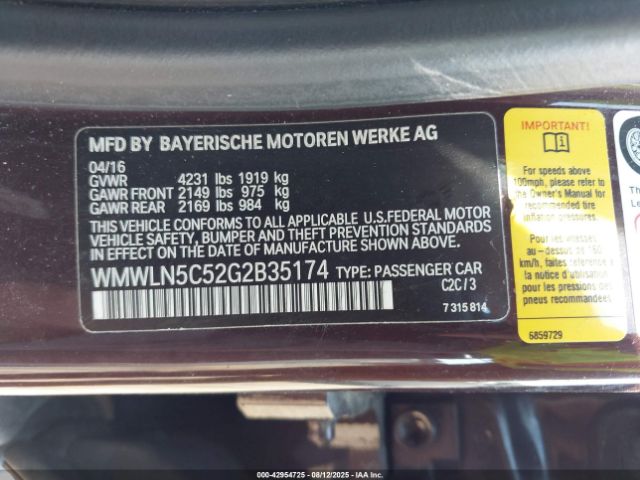 MFD BY BAYERISCHE MOTOREN WERKE AG
04/16
GVWR 4231 lbs 1919 kg
GAWR FRONT 2149 lbs 975 kg
GAWR REAR 2169 lbs 984 kg
THIS VEHICLE CONFORMS TO ALL APPLICABLE U.S.FEDERAL MOTOR
VEHICLE SAFETY, BUMPER, AND THEFT PREVENTION STANDARDS
IN EFFECT ON THE DATE OF MANUFACTURE SHOWN ABOVE.
WMWLN5C52G2B35174 TYPE: PASSENGER CAR
C2C/3
7 315 814
IMPORTANT!
For speeds above
100mph, please refer to
the Owner's Manual for
recommended tire
inflation pressures.
Pour les vitesses
au-dessus de 160
km/h, faites reference
a la notice d'utilisation
pour les pressions des
pneus recommandees.
6859729
000-42954725 - 08/12/2025 - COPYRIGHT IAA, LLC.